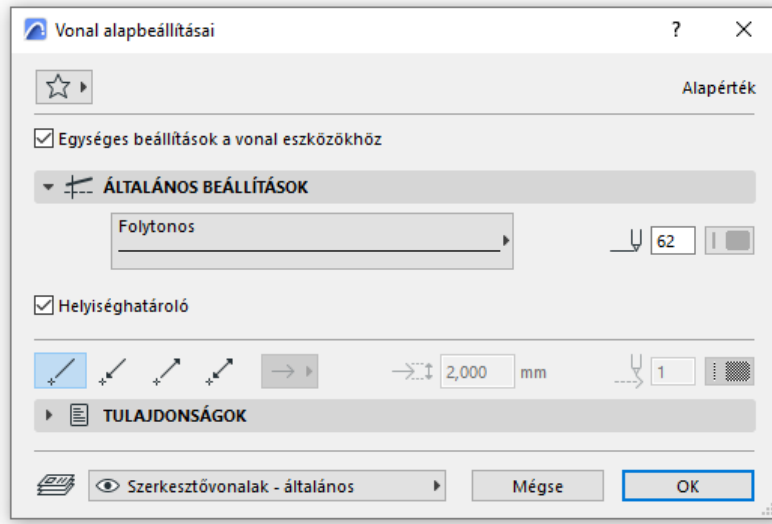 Vonal alapbeállításai
?
Alapérték
Egységes beállítások a vonal eszközökhöz
ÁLTALÁNOS BEÁLLÍTÁSOK
Folytonos
62
Helyiséghatároló
2,000 mm 1
TULAJDONSÁGOK
Szerkesztővonalak - általános Mégse OK